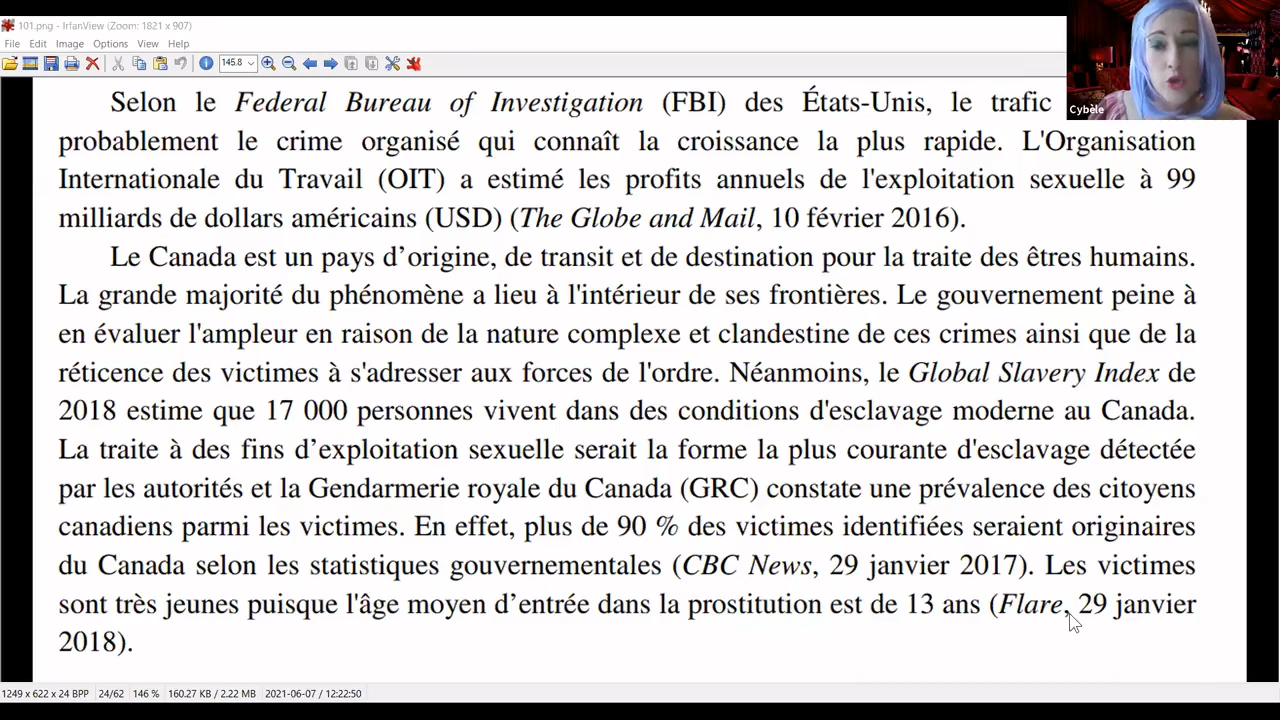 101.png - IrfanView (Zoom: 1821 x 907)
File Edit Image Options View Help
145.8
Cybèle
Selon le Federal Bureau of Investigation (FBI) des États-Unis, le trafic
probablement le crime organisé qui connaît la croissance la plus rapide. L'Organisation
Internationale du Travail (OIT) a estimé les profits annuels de l'exploitation sexuelle à 99
milliards de dollars américains (USD) (The Globe and Mail, 10 février 2016).
Le Canada est un pays d’origine, de transit et de destination pour la traite des êtres humains.
La grande majorité du phénomène a lieu à l'intérieur de ses frontières. Le gouvernement peine à
en évaluer l'ampleur en raison de la nature complexe et clandestine de ces crimes ainsi que de la
réticence des victimes à s'adresser aux forces de l'ordre. Néanmoins, le Global Slavery Index de
2018 estime que 17 000 personnes vivent dans des conditions d'esclavage moderne au Canada.
La traite à des fins d’exploitation sexuelle serait la forme la plus courante d'esclavage détectée
par les autorités et la Gendarmerie royale du Canada (GRC) constate une prévalence des citoyens
canadiens parmi les victimes. En effet, plus de 90 % des victimes identifiées seraient originaires
du Canada selon les statistiques gouvernementales (CBC News, 29 janvier 2017). Les victimes
sont très jeunes puisque l'âge moyen d’entrée dans la prostitution est de 13 ans (Flare, 29 janvier
2018).
1249 x 622 x 24 BPP 24/62 146 % 160.27 KB / 2.22 MB 2021-06-07 / 12:22:50